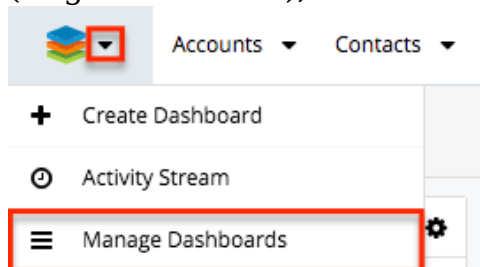 Accounts Contacts
Create Dashboard
Activity Stream
Manage Dashboards